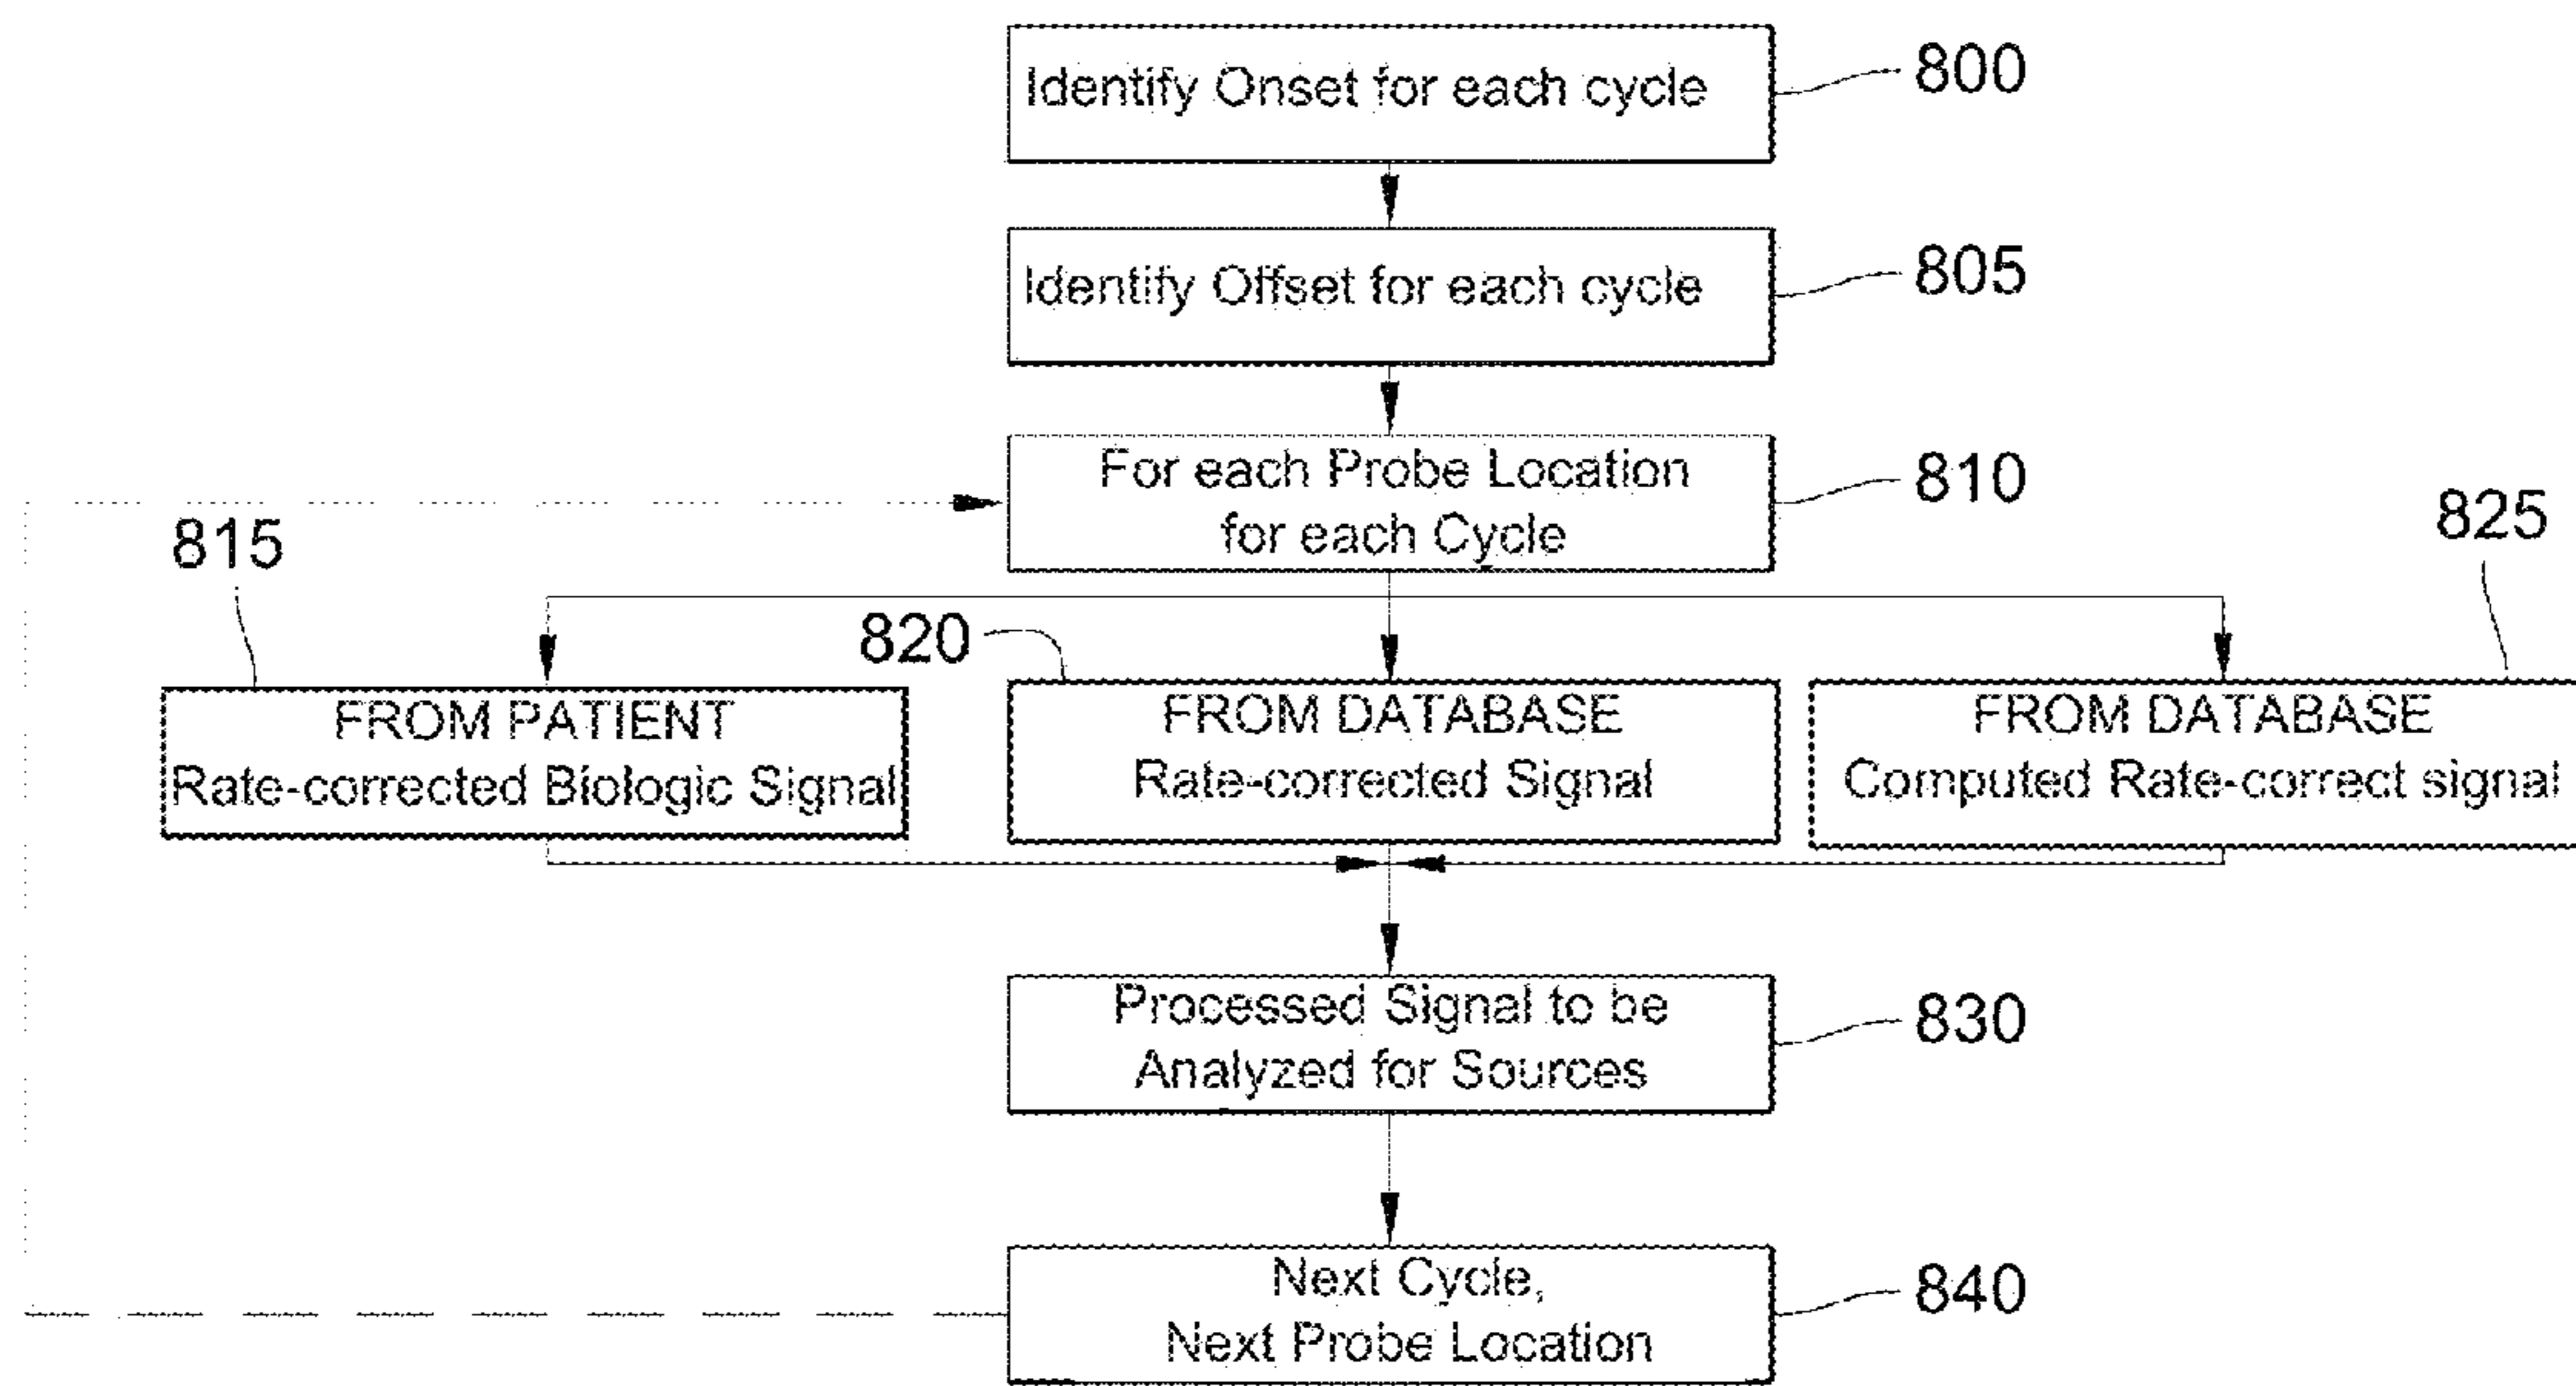 Identify Onset for each cycle
800
Identify Offset for each cycle
805
For each Probe Location
for each Cycle
810
815
820
825
FROM PATIENT
Rate-corrected Biologic Signal
FROM DATABASE
Rate-corrected Signal
FROM DATABASE
Computed Rate-correct signal
Processed Signal to be
Analyzed for Sources
830
Next Cycle,
Next Probe Location
840